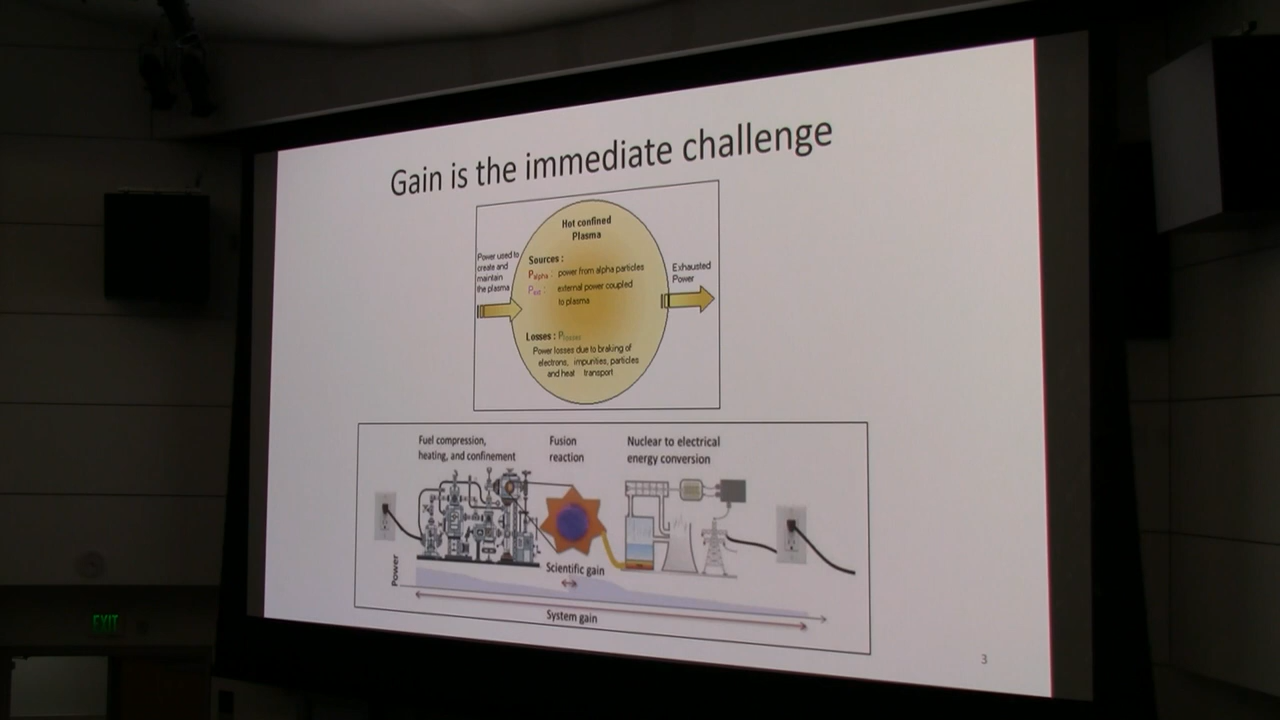 Gain is the immediate challenge
Hot confined
Plasma
Power used to
create and
maintain
the plasma
Sources :
Palpha : power from alpha particles
Pext : external power coupled
to plasma
Exhausted
Power
Losses : Plosses
Power losses due to braking of
electrons, impurities, particles
and heat transport
Fuel compression,
heating, and confinement
Fusion
reaction
Nuclear to electrical
energy conversion
Power
Scientific gain
System gain
3
EXIT